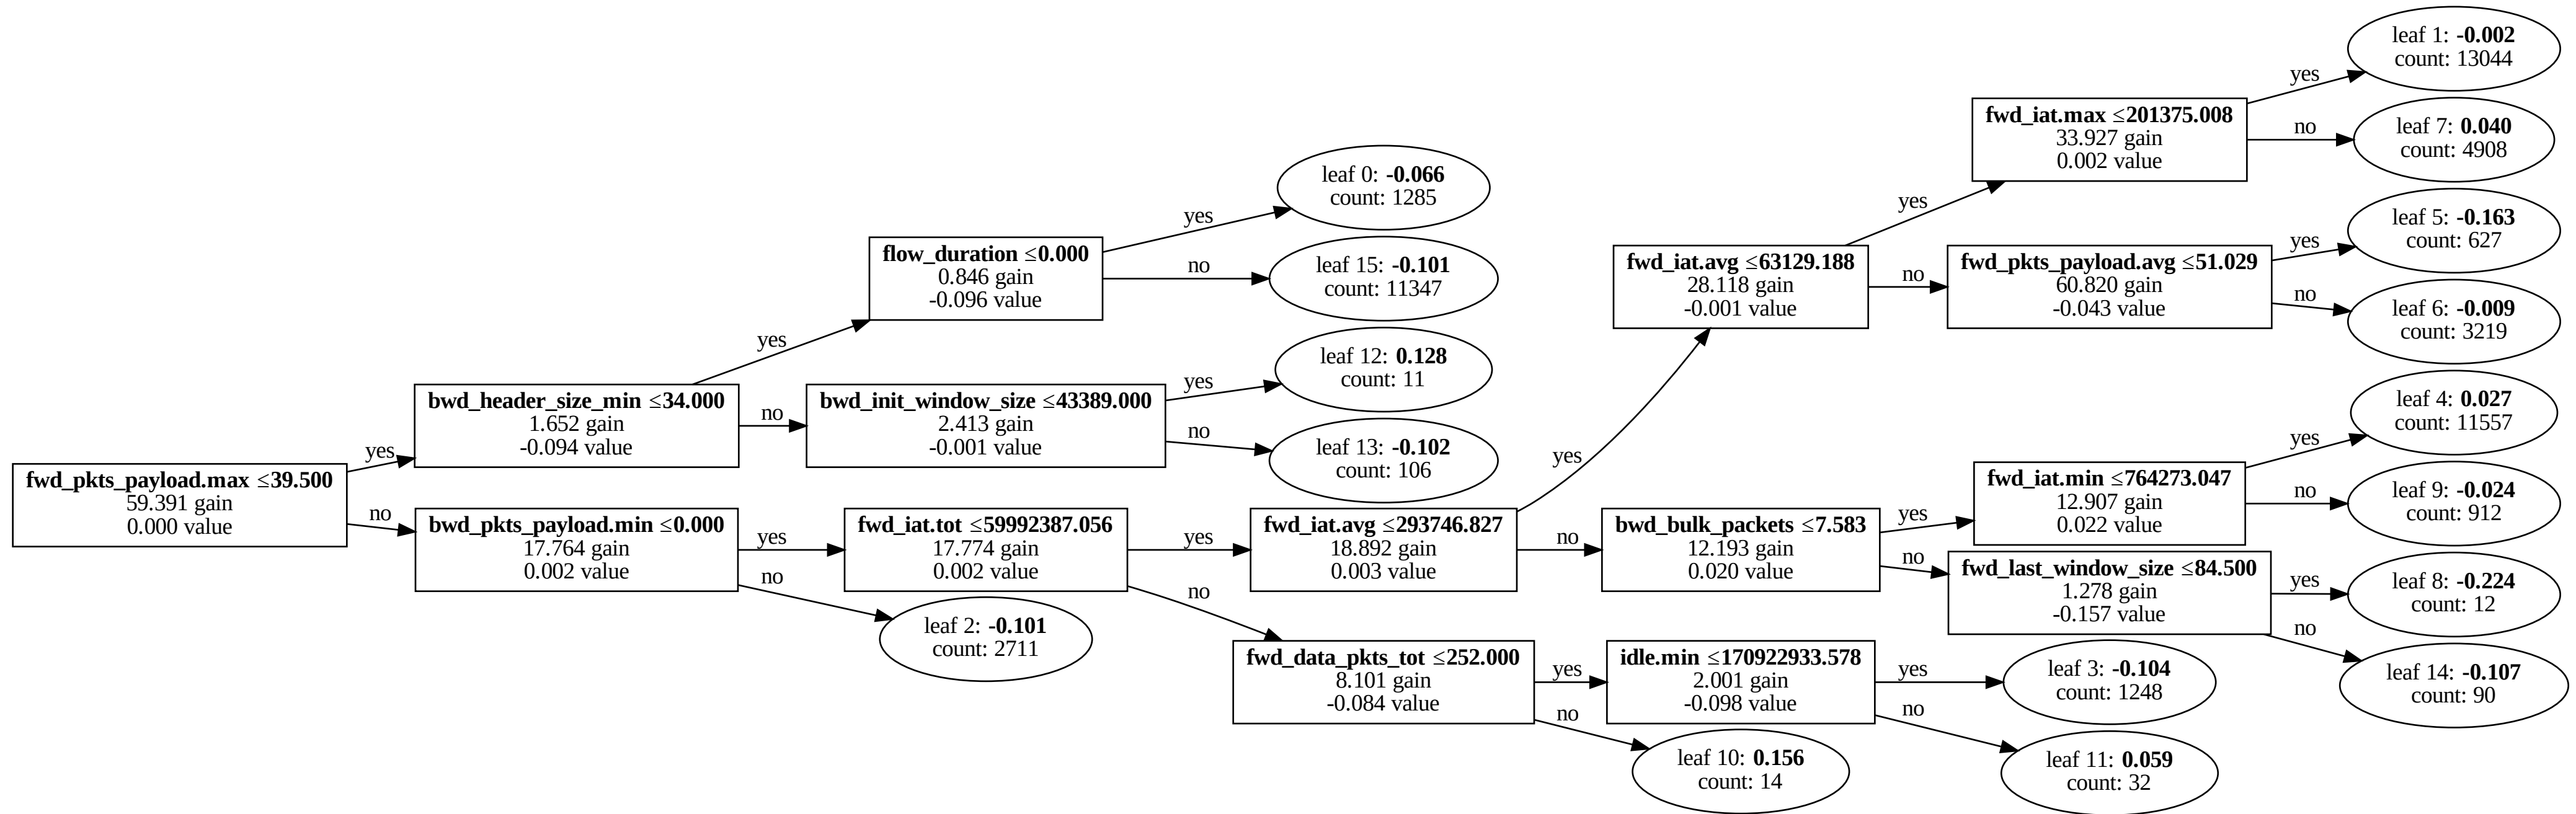 fwd_pkts_payload.max ≤39.500
59.391 gain
0.000 value
yes
no
bwd_header_size_min ≤34.000
1.652 gain
-0.094 value
yes
no
flow_duration ≤0.000
0.846 gain
-0.096 value
yes
no
leaf 0: -0.066
count: 1285
leaf 15: -0.101
count: 11347
bwd_init_window_size ≤43389.000
2.413 gain
-0.001 value
yes
no
leaf 12: 0.128
count: 11
leaf 13: -0.102
count: 106
bwd_pkts_payload.min ≤0.000
17.764 gain
0.002 value
yes
no
fwd_iat.tot ≤59992387.056
17.774 gain
0.002 value
yes
no
leaf 2: -0.101
count: 2711
fwd_iat.avg ≤293746.827
18.892 gain
0.003 value
yes
no
fwd_iat.avg ≤63129.188
28.118 gain
-0.001 value
yes
no
fwd_iat.max ≤201375.008
33.927 gain
0.002 value
yes
no
leaf 1: -0.002
count: 13044
leaf 7: 0.040
count: 4908
fwd_pkts_payload.avg ≤51.029
60.820 gain
-0.043 value
yes
no
leaf 5: -0.163
count: 627
leaf 6: -0.009
count: 3219
bwd_bulk_packets ≤7.583
12.193 gain
0.020 value
yes
no
fwd_iat.min ≤764273.047
12.907 gain
0.022 value
yes
no
leaf 4: 0.027
count: 11557
leaf 9: -0.024
count: 912
fwd_last_window_size ≤84.500
1.278 gain
-0.157 value
yes
no
leaf 8: -0.224
count: 12
leaf 14: -0.107
count: 90
fwd_data_pkts_tot ≤252.000
8.101 gain
-0.084 value
yes
no
idle.min ≤170922933.578
2.001 gain
-0.098 value
yes
no
leaf 3: -0.104
count: 1248
leaf 11: 0.059
count: 32
leaf 10: 0.156
count: 14